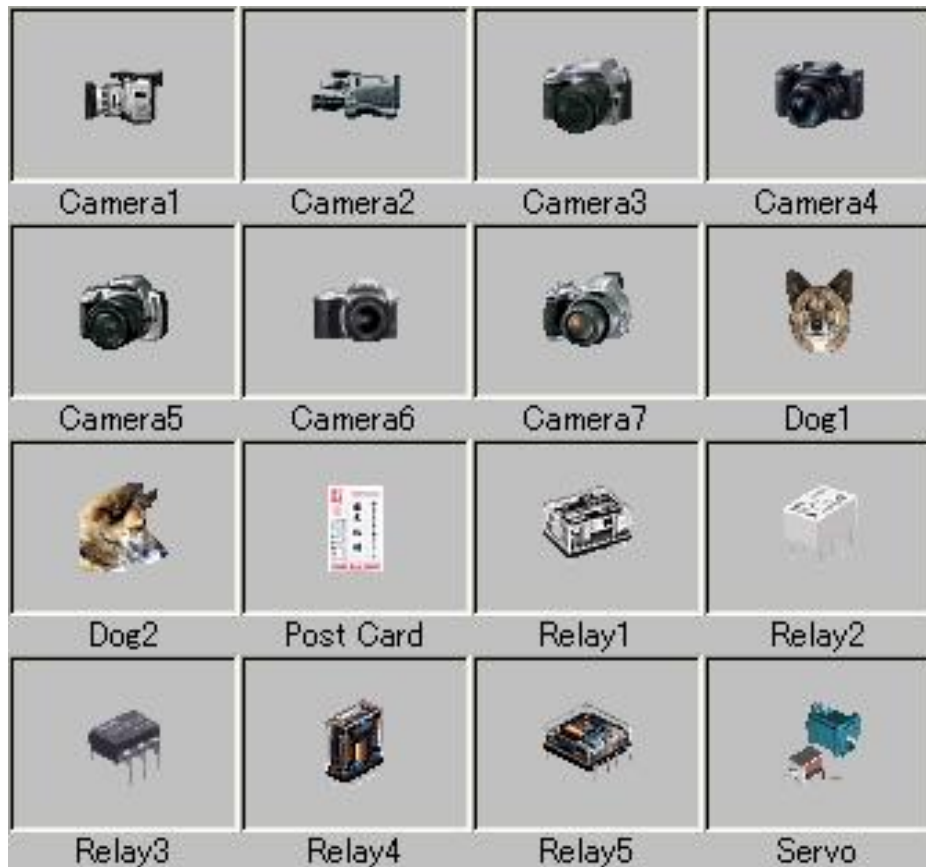 Camera1 Camera2 Camera3 Camera4
Camera5 Camera6 Camera7 Dog1
Dog2 Post Card Relay1 Relay2
Relay3 Relay4 Relay5 Servo